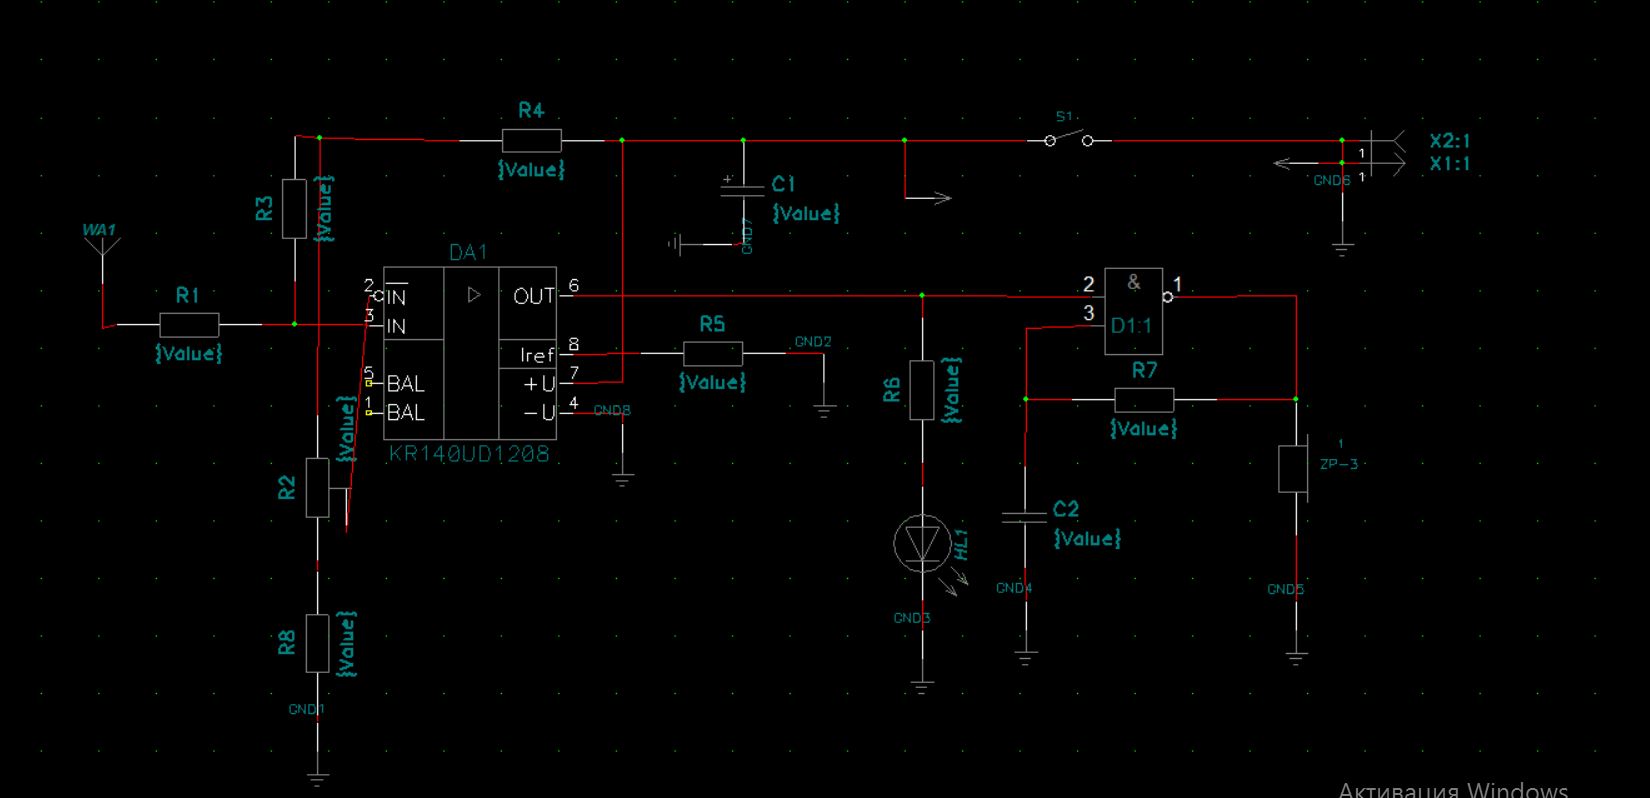 R4
{Value}
S1
X2:1
X1:1
1
1
GND6
R3
{Value}
C1
+
{Value}
GND7
WA1
DA1
R1
{Value}
2
IN
3
IN
5
BAL
1
BAL
OUT
6
Iref
8
+U
7
-U
4
KR140UD1208
GND8
R5
{Value}
GND2
2
3
&
D1:1
1
R7
{Value}
R6
{Value}
{Value}
R2
1
ZP-3
C2
{Value}
HL1
GND4
GND5
GND3
R8
{Value}
GND1
Активация Windows